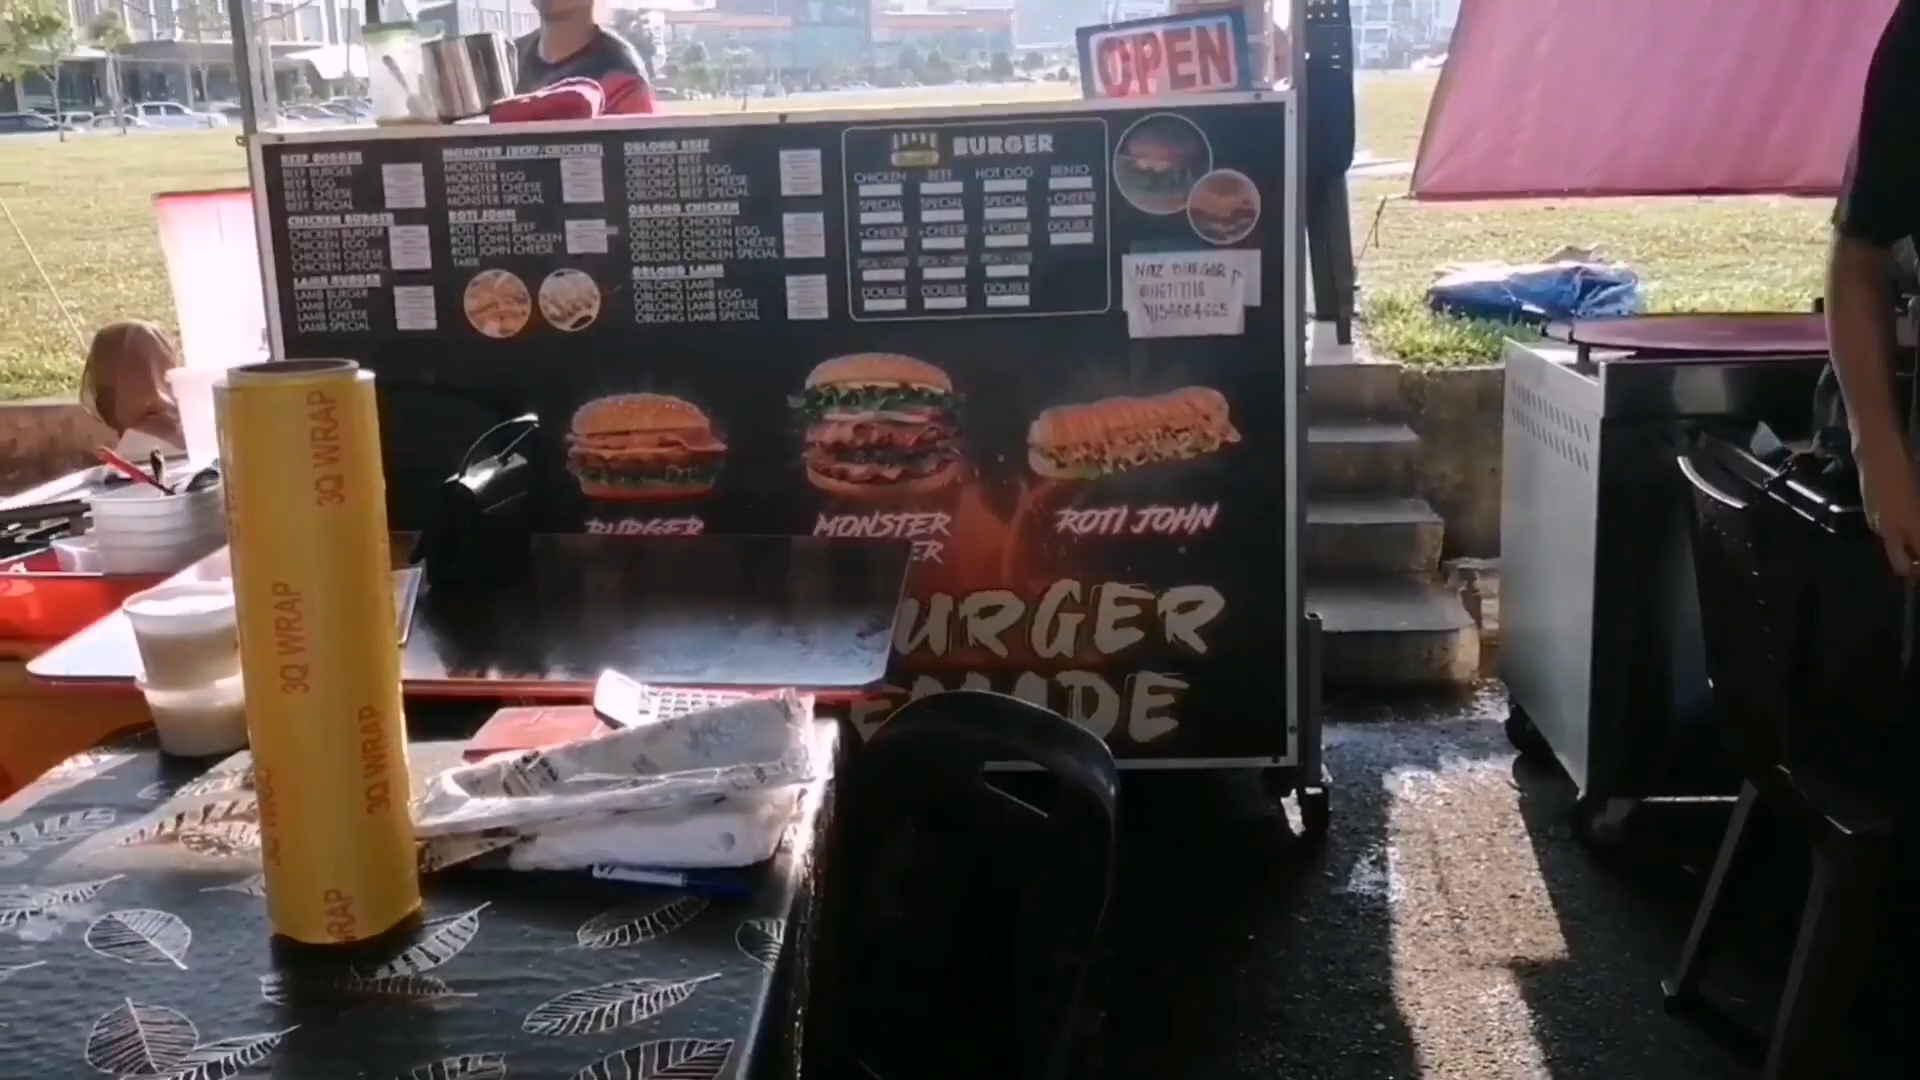 OPEN
BEEF BURGER
BEEF BURGER
BEEF EGG
BEEF CHEESE
BEEF SPECIAL
CHICKEN BURGER
CHICKEN BURGER
CHICKEN EGG
CHICKEN CHEESE
CHICKEN SPECIAL
LAMB BURGER
LAMB BURGER
LAMB EGG
LAMB CHEESE
LAMB SPECIAL
MONSTER (BEEF/CHICKEN)
MONSTER
MONSTER EGG
MONSTER CHEESE
MONSTER SPECIAL
ROTI JOHN
ROTI JOHN BEEF
ROTI JOHN CHICKEN
ROTI JOHN CHEESE
OBLONG BEEF
OBLONG BEEF
OBLONG BEEF EGG
OBLONG BEEF CHEESE
OBLONG BEEF SPECIAL
OBLONG CHICKEN
OBLONG CHICKEN
OBLONG CHICKEN EGG
OBLONG CHICKEN CHEESE
OBLONG CHICKEN SPECIAL
OBLONG LAMB
OBLONG LAMB
OBLONG LAMB EGG
OBLONG LAMB CHEESE
OBLONG LAMB SPECIAL
BURGER
CHICKEN BEEF HOT DOG BENJO
SPECIAL SPECIAL SPECIAL +CHEESE
+CHEESE +CHEESE +CHEESE DOUBLE
DOUBLE DOUBLE DOUBLE
NAZ BURGER
BURGER
MONSTER
ROTI JOHN
URGER
3Q WRAP
3Q WRAP
3Q WRAP